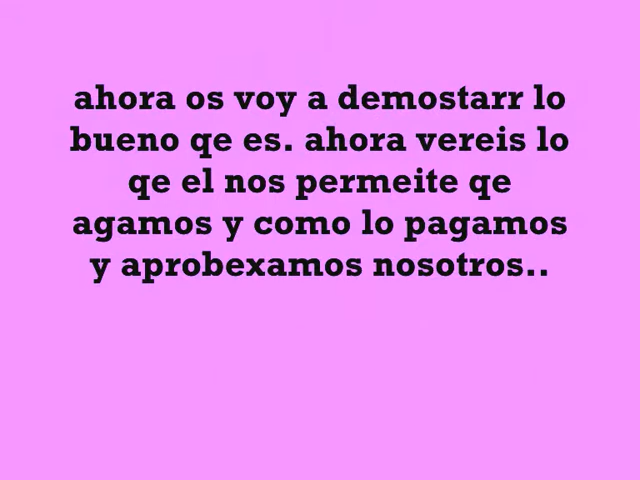 ahora os voy a demostarr lo
bueno qe es. ahora vereis lo
qe el nos permeite qe
agamos y como lo pagamos
y aprobexamos nosotros..